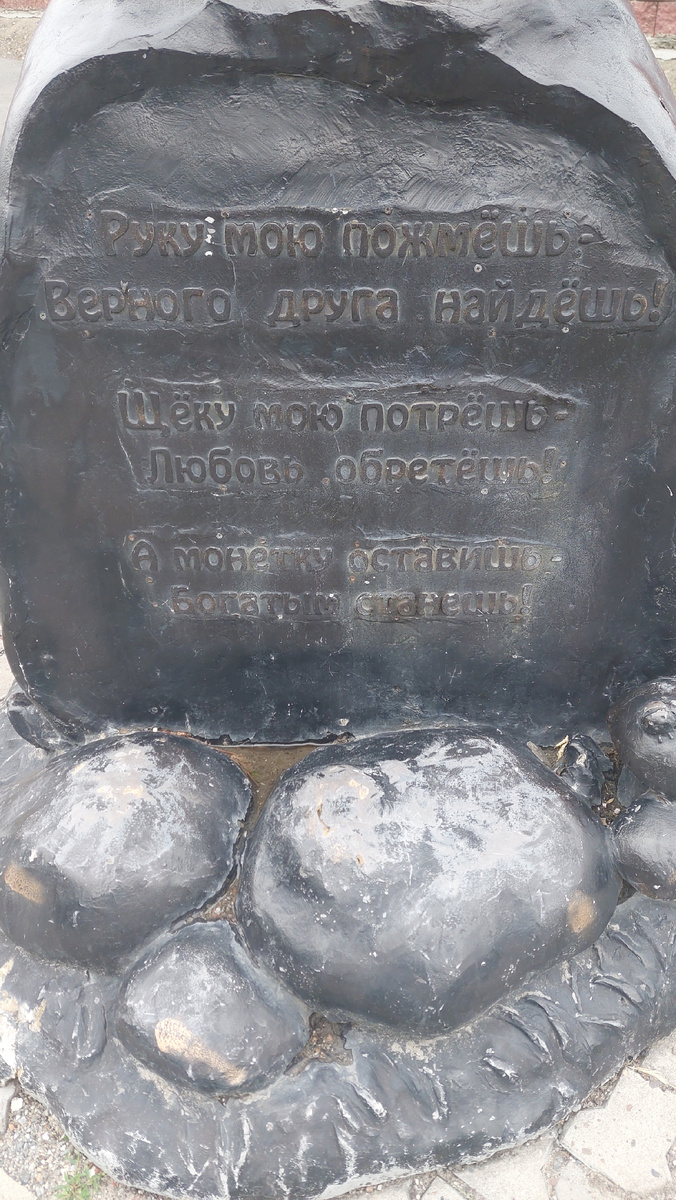 Руку мою пожмёшь-
Верного друга найдёшь!
Щёку мою потрёшь-
Любовь обретёшь!
А монетку оставишь-
Богатым станешь!